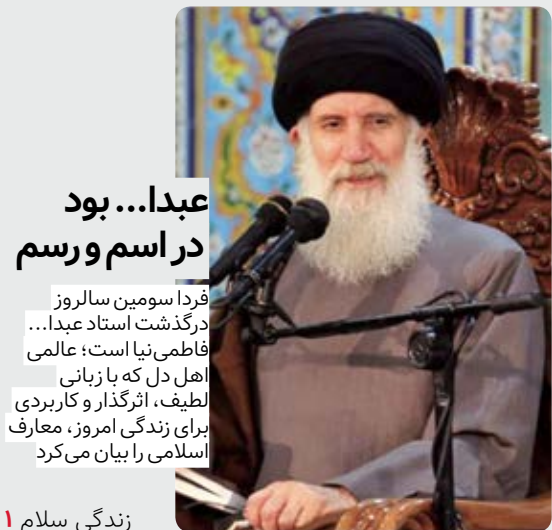 عبدا... بود
در اسم و رسم
فردا سومین سالروز
درگذشت استاد عبدا...
فاطمی‌نیا است؛ عالمی
اهل دل که با زبانی
لطیف، اثرگذار و کاربردی
برای زندگی امروز، معارف
اسلامی را بیان می‌کرد
زندگی سلام ۱